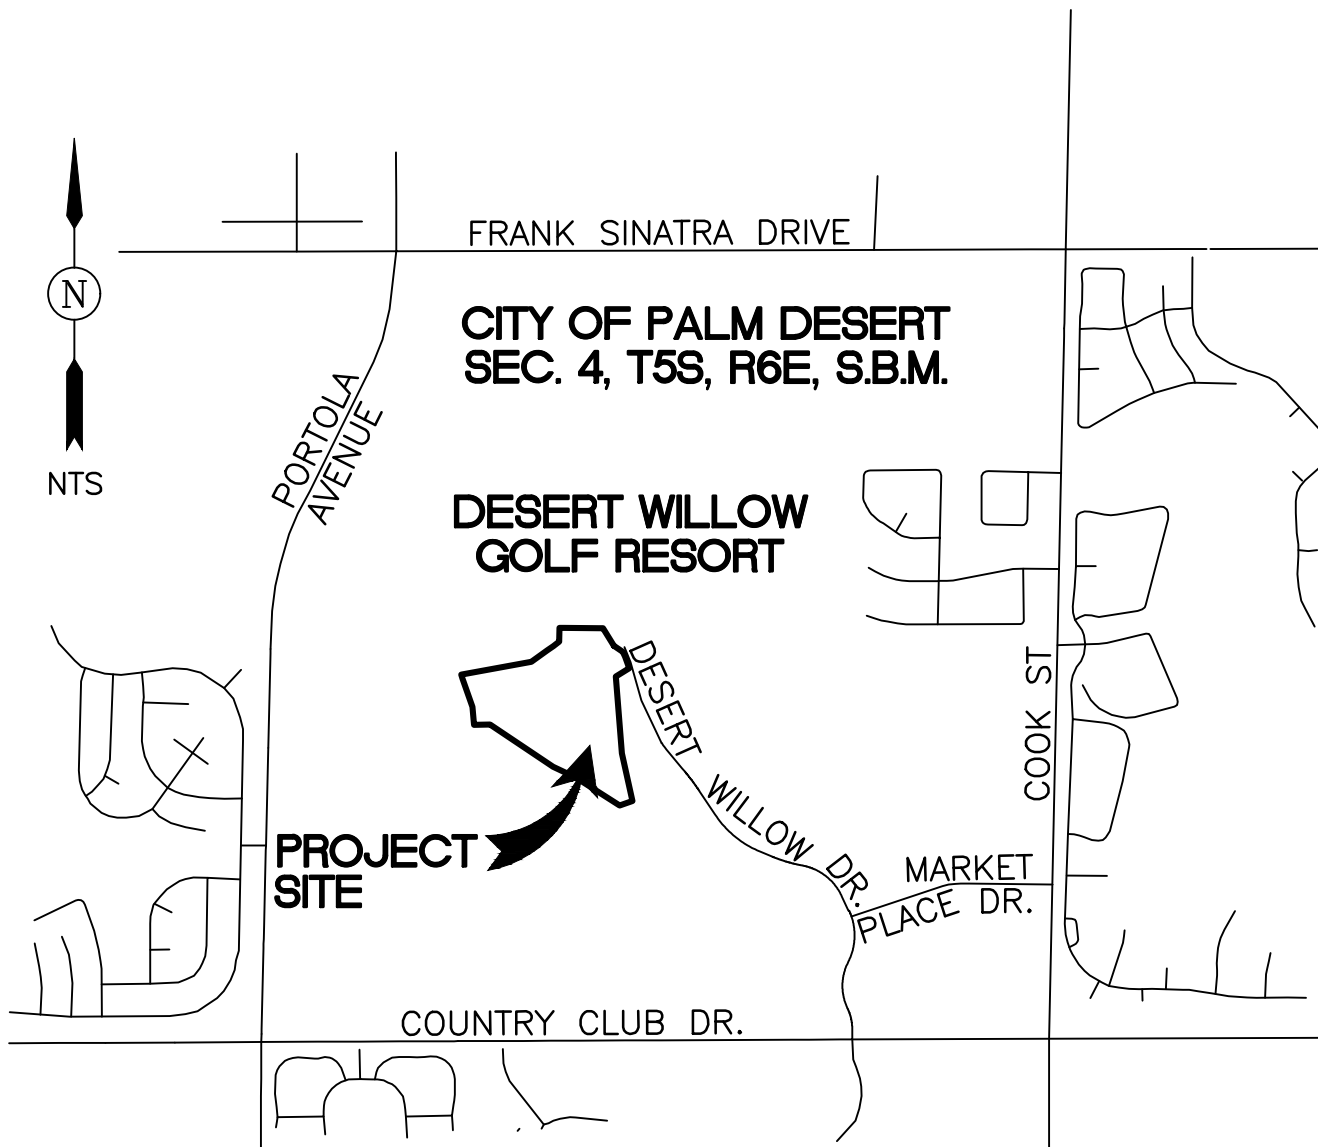 FRANK SINATRA DRIVE
N
CITY OF PALM DESERT
SEC. 4, T5S, R6E, S.B.M.
PORTOLA
AVENUE
NTS
DESERT WILLOW
GOLF RESORT
DESERT WILLOW DR.
COOK ST
PROJECT
SITE
MARKET
PLACE DR.
COUNTRY CLUB DR.